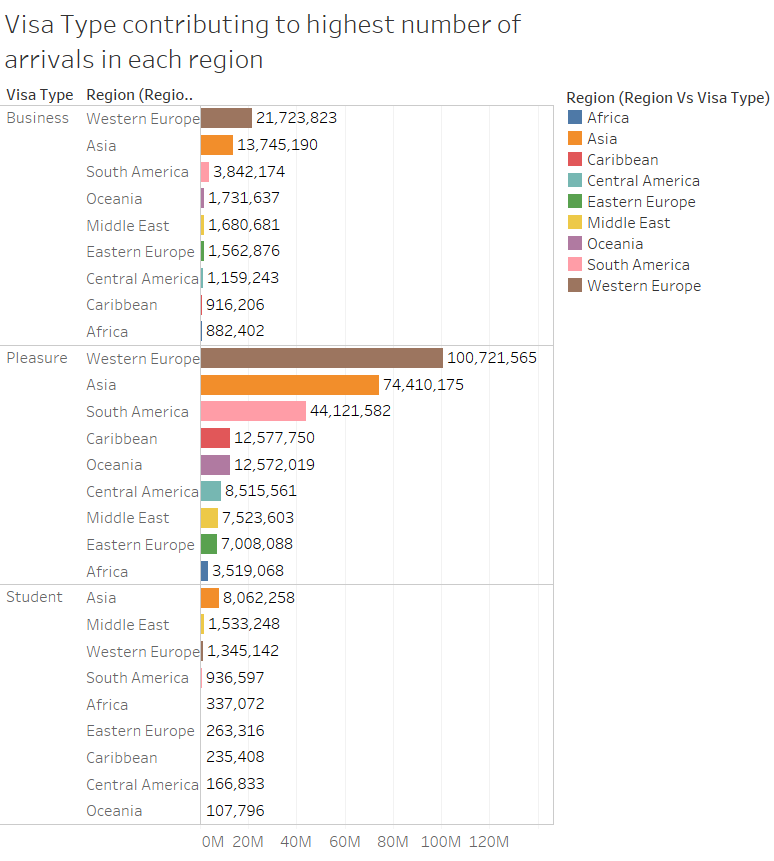 Visa Type contributing to highest number of
arrivals in each region
Visa Type Region (Regio..
Business Western Europe 21,723,823
Asia 13,745,190
South America 3,842,174
Oceania 1,731,637
Middle East 1,680,681
Eastern Europe 1,562,876
Central America 1,159,243
Caribbean 916,206
Africa 882,402
Pleasure Western Europe 100,721,565
Asia 74,410,175
South America 44,121,582
Caribbean 12,577,750
Oceania 12,572,019
Central America 8,515,561
Middle East 7,523,603
Eastern Europe 7,008,088
Africa 3,519,068
Student Asia 8,062,258
Middle East 1,533,248
Western Europe 1,345,142
South America 936,597
Africa 337,072
Eastern Europe 263,316
Caribbean 235,408
Central America 166,833
Oceania 107,796
0M 20M 40M 60M 80M 100M 120M
Region (Region Vs Visa Type)
Africa
Asia
Caribbean
Central America
Eastern Europe
Middle East
Oceania
South America
Western Europe